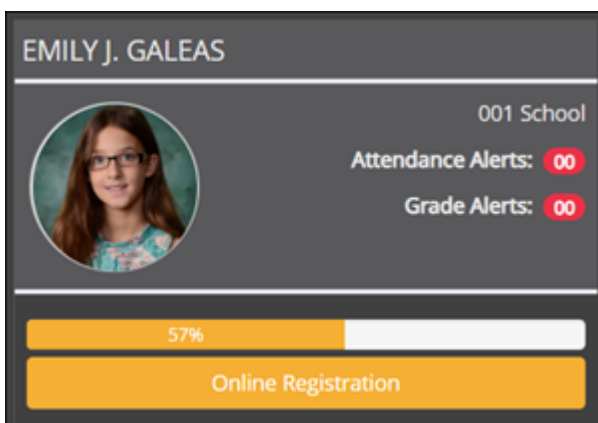 EMILY J. GALEAS
001 School
Attendance Alerts: 00
Grade Alerts: 00
57%
Online Registration